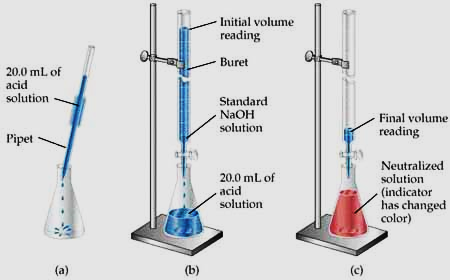 20.0 mL of
acid
solution
Pipet
(a)
Initial volume
reading
Buret
Standard
NaOH
solution
20.0 mL of
acid
solution
(b)
Final volume
reading
Neutralized
solution
(indicator
has changed
color)
(c)